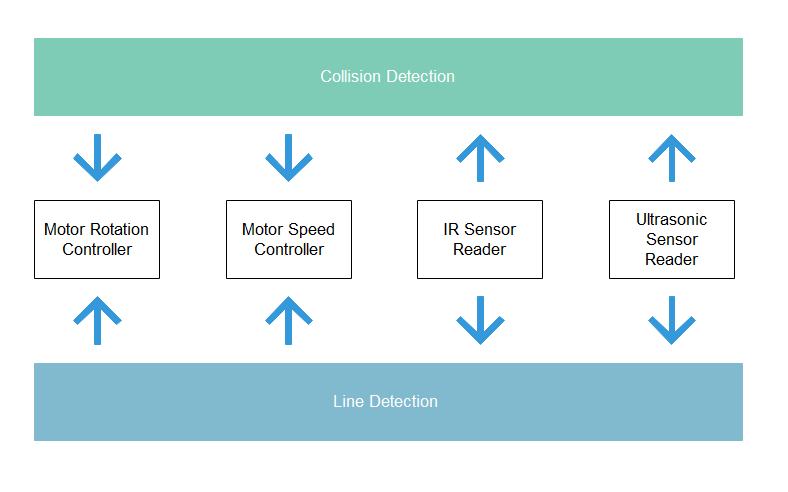 Collision Detection
Motor Rotation
Controller
Motor Speed
Controller
IR Sensor
Reader
Ultrasonic
Sensor
Reader
Line Detection